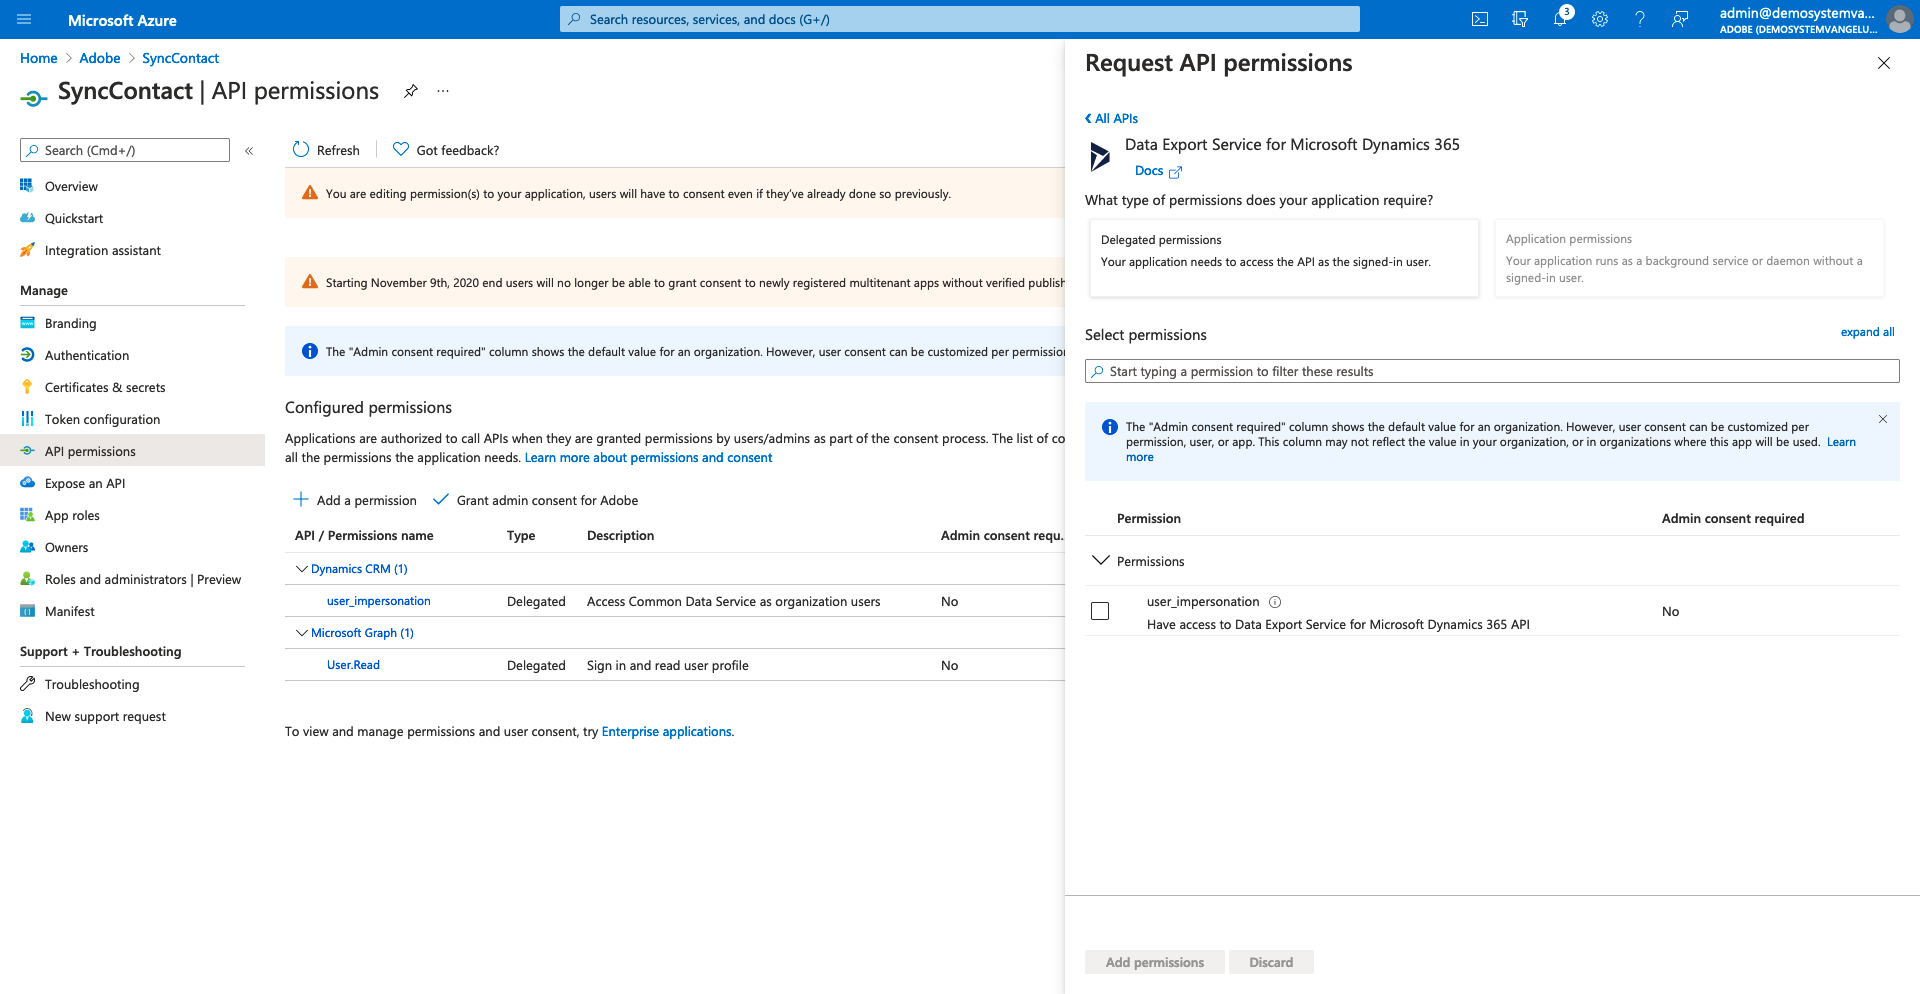 Microsoft Azure
Search resources, services, and docs (G+/)
3
admin@demosystemva...
ADOBE (DEMOSYSTEMVANGELU...
Home > Adobe > SyncContact
SyncContact | API permissions
...
Search (Cmd+/)
«
Overview
Quickstart
Integration assistant
Manage
Branding
Authentication
Certificates & secrets
Token configuration
API permissions
Expose an API
App roles
Owners
Roles and administrators | Preview
Manifest
Support + Troubleshooting
Troubleshooting
New support request
Refresh
Got feedback?
You are editing permission(s) to your application, users will have to consent even if they've already done so previously.
Starting November 9th, 2020 end users will no longer be able to grant consent to newly registered multitenant apps without verified publish
The "Admin consent required" column shows the default value for an organization. However, user consent can be customized per permissio
Configured permissions
Applications are authorized to call APIs when they are granted permissions by users/admins as part of the consent process. The list of co
all the permissions the application needs. Learn more about permissions and consent
Add a permission
Grant admin consent for Adobe
API / Permissions name Type Description Admin consent requ...
Dynamics CRM (1)
user_impersonation Delegated Access Common Data Service as organization users No
Microsoft Graph (1)
User.Read Delegated Sign in and read user profile No
To view and manage permissions and user consent, try Enterprise applications.
Request API permissions
All APIs
Data Export Service for Microsoft Dynamics 365
Docs
What type of permissions does your application require?
Delegated permissions
Your application needs to access the API as the signed-in user.
Application permissions
Your application runs as a background service or daemon without a
signed-in user.
Select permissions
expand all
Start typing a permission to filter these results
The "Admin consent required" column shows the default value for an organization. However, user consent can be customized per
permission, user, or app. This column may not reflect the value in your organization, or in organizations where this app will be used. Learn
more
Permission Admin consent required
Permissions
user_impersonation
Have access to Data Export Service for Microsoft Dynamics 365 API
No
Add permissions
Discard